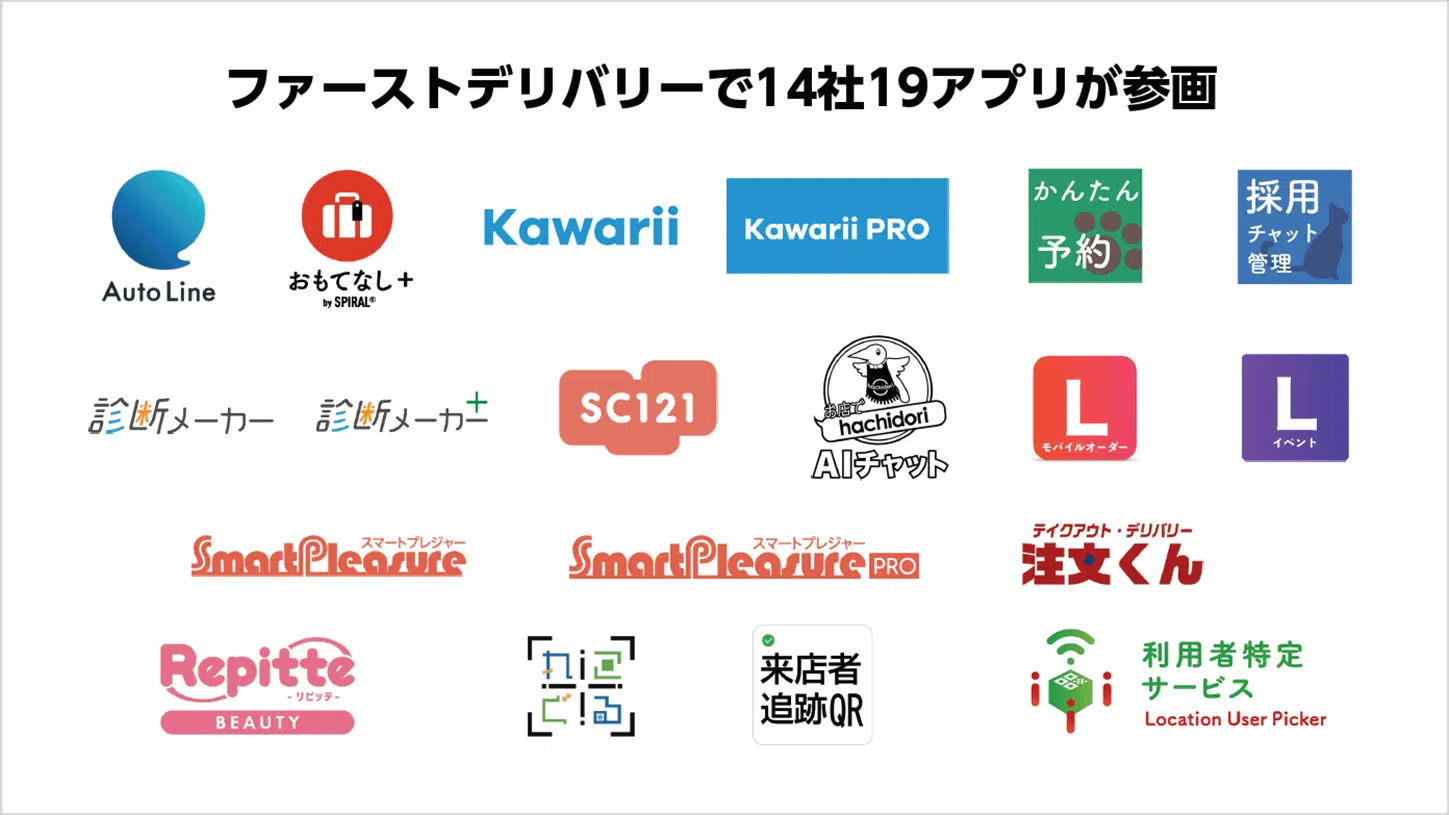 ファーストデリバリーで14社19アプリが参画
Auto Line
おもてなし+
by SPIRAL®
Kawarii
Kawarii PRO
かんたん
予約
採用
チャット
管理
診断メーカー
診断メーカー+
SC121
hachidori
お店で
hachidori
AIチャット
L
モバイルオーダー
L
イベント
スマートプレジャー
SmartPleasure
スマートプレジャー
SmartPleasure PRO
テイクアウト・デリバリー
注文くん
Repitte
-リピッテ-
BEAUTY
れこ
どる
来店者
追跡QR
利用者特定
サービス
Location User Picker